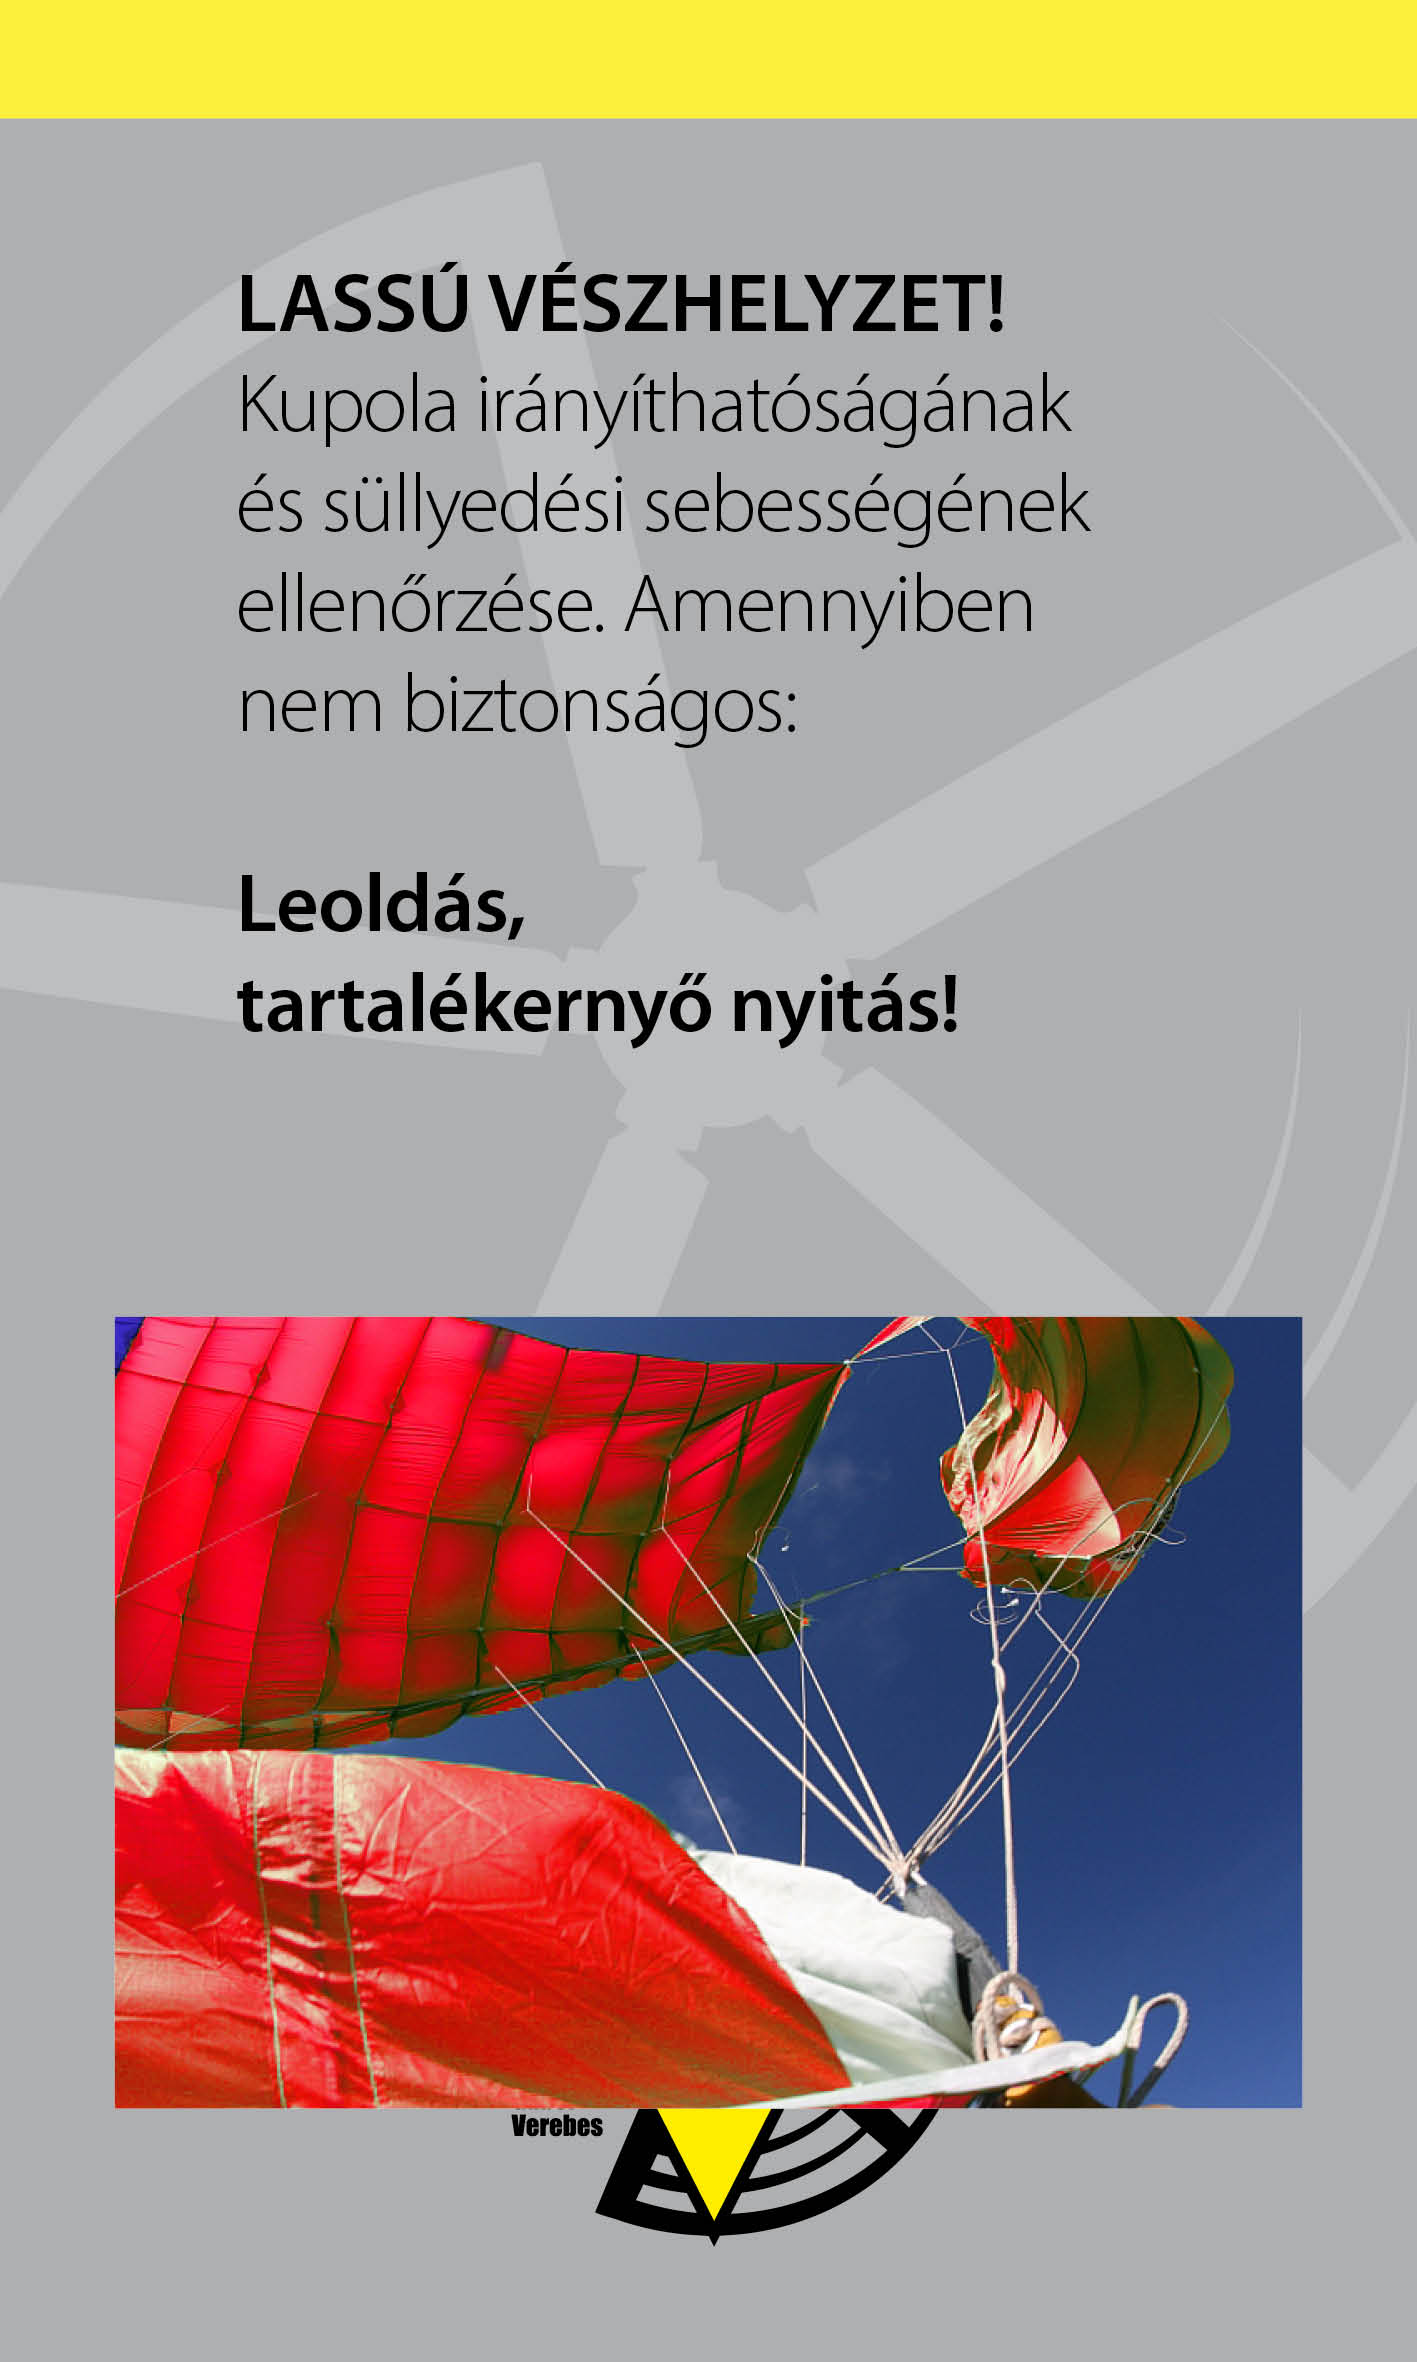 LASSÚ VÉSZHELYZET!
Kupola irányíthatóságának
és süllyedési sebességének
ellenőrzése. Amennyiben
nem biztonságos:
Leoldás,
tartalékernyő nyitás!
Verebes